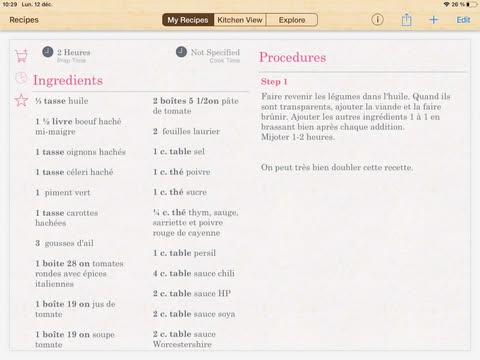 10:29 Lun. 12 déc. 26 %
Recipes My Recipes Kitchen View Explore Edit
2 Heures
Prep Time
Not Specified
Cook Time
Ingredients
⅓ tasse huile
1 ½ livre boeuf haché
mi-maigre
1 tasse oignons hachés
1 tasse céleri haché
1 piment vert
1 tasse carottes
hachées
3 gousses d'ail
1 boite 28 on tomates
rondas avec épices
italiennes
1 boîte 19 on jus de
tomate
1 boîte 19 on soupe
tomate
2 boîtes 5 1/2on pâte
de tomate
2 feuilles laurier
1 c. table sel
1 c. thé poivre
1 c. thé sucre
¼ c. thé thym, sauge,
sarriette et poivre
rouge de cayenne
1 c. table persil
4 c. table sauce chili
2 c. table sauce HP
2 c. table sauce soya
2 c. table sauce
Worcestershire
Procedures
Step 1
Faire revenir les légumes dans l'huile. Quand ils
sont transparents, ajouter la viande et la faire
brûnir. Ajouter les autres ingrédients 1 à 1 en
brassant bien après chaque addition.
Mijoter 1-2 heures.
On peut très bien doubler cette recette.